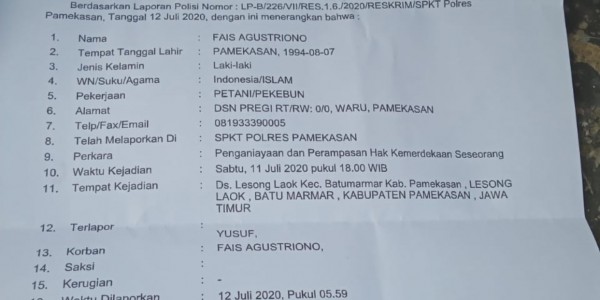 Berdasarkan Laporan Polisi Nomor : LP-B/226/VII/RES.1.6./2020/RESKRIM/SPKT Polres
Pamekasan, Tanggal 12 Juli 2020, dengan ini menerangkan bahwa :
1. Nama : FAIS AGUSTRIONO
2. Tempat Tanggal Lahir : PAMEKASAN, 1994-08-07
3. Jenis Kelamin : Laki-laki
4. WN/Suku/Agama : Indonesia/ISLAM
5. Pekerjaan : PETANI/PEKEBUN
6. Alamat : DSN PREGI RT/RW: 0/0, WARU, PAMEKASAN
7. Telp/Fax/Email : 081933390005
8. Telah Melaporkan Di : SPKT POLRES PAMEKASAN
9. Perkara : Penganiayaan dan Perampasan Hak Kemerdekaan Seseorang
10. Waktu Kejadian : Sabtu, 11 Juli 2020 pukul 18.00 WIB
11. Tempat Kejadian : Ds. Lesong Laok Kec. Batumarmar Kab. Pamekasan , LESONG
LAOK , BATU MARMAR , KABUPATEN PAMEKASAN , JAWA
TIMUR
12. Terlapor :
YUSUF,
13. Korban : FAIS AGUSTRIONO,
14. Saksi :
15. Kerugian : -
16. Waktu Dilaporkan : 12 Juli 2020, Pukul 05.59